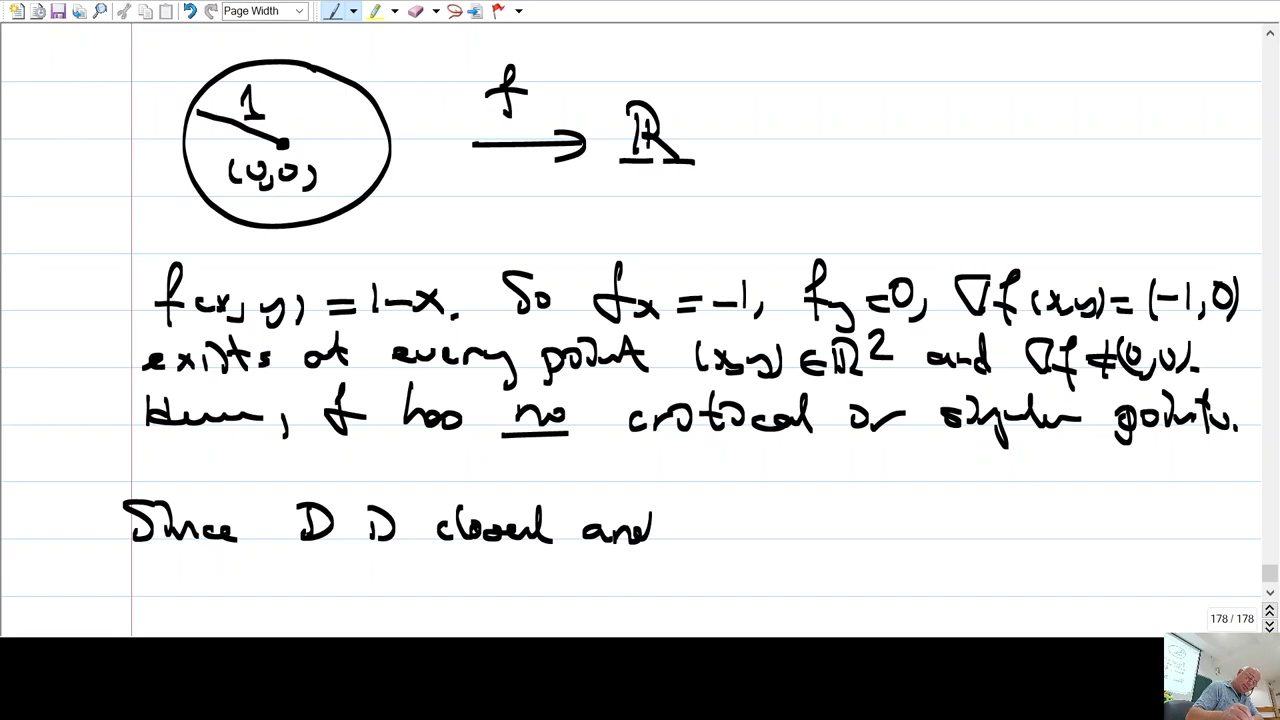 Page Width
f
1
ℝ
(0,0)
f(x,y) = 1-x. So fx = -1, fy = 0, ∇f(x,y) = (-1,0)
exists at every point (x,y) ∈ ℝ² and ∇f ≠ (0,0).
Hence, f has no critical or singular points.
Since D is closed and
178 / 178